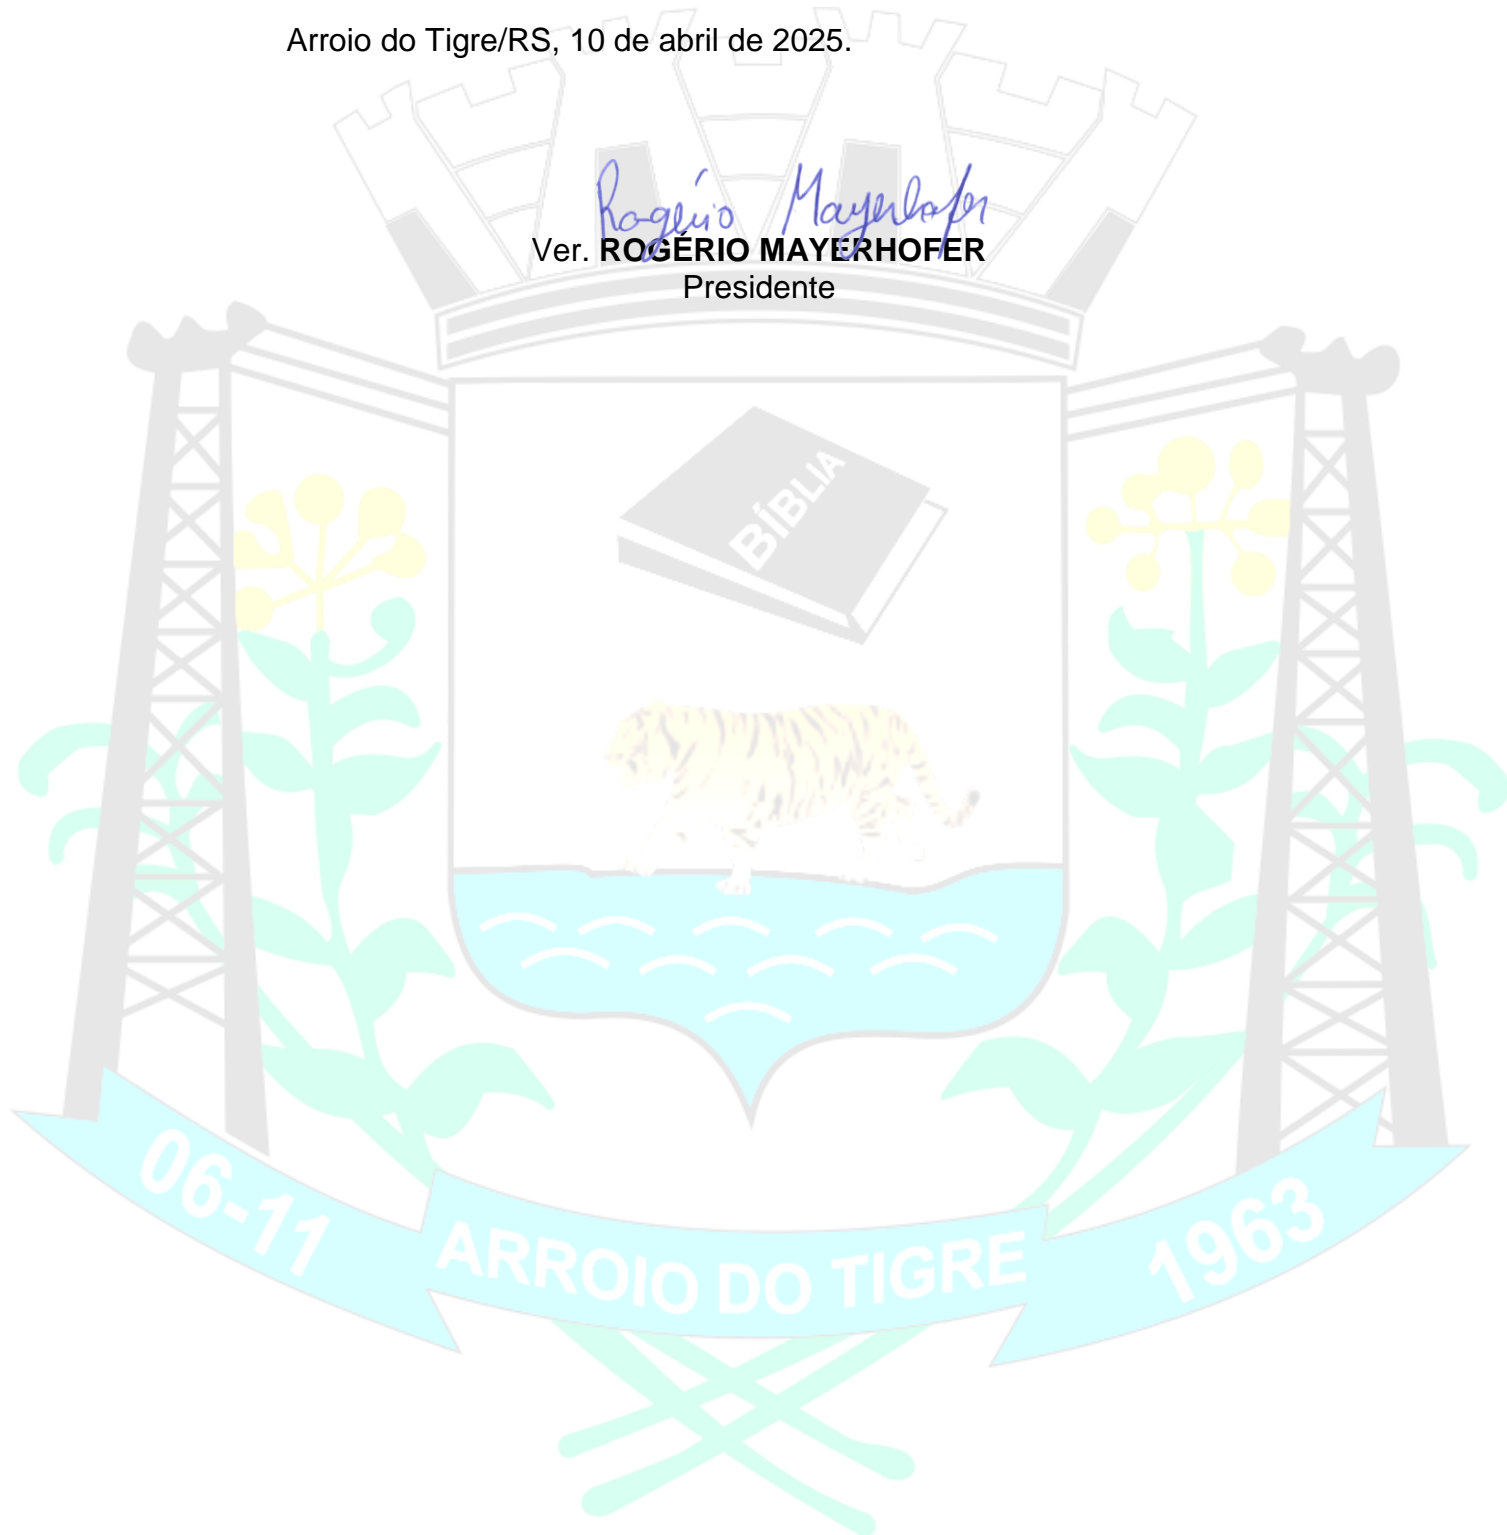 Arroio do Tigre/RS, 10 de abril de 2025.
Rogério Mayerhofer
Ver. ROGÉRIO MAYERHOFER
Presidente
BÍBLIA
06-11
ARROIO DO TIGRE
1963